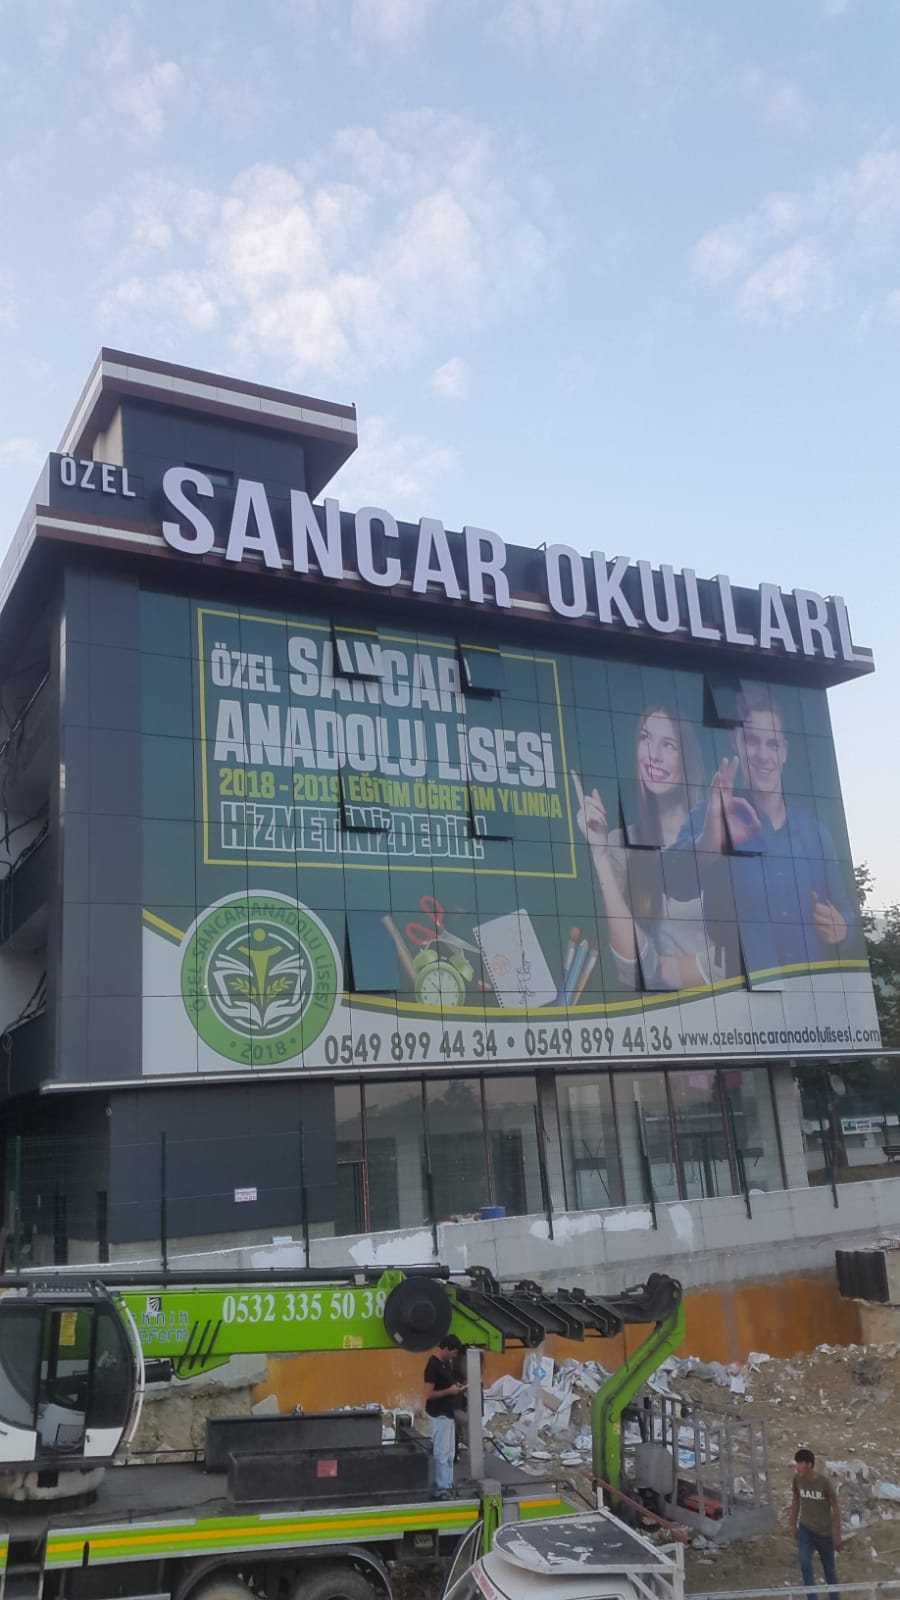 ÖZEL SANCAR OKULLARI
ÖZEL SANCAR
ANADOLU LİSESİ
2018 - 2019 EĞİTİM ÖĞRETİM YILINDA
HİZMETİNİZDEDİR!
ÖZEL SANCAR ANADOLU LİSESİ
• 2018 •
0549 899 44 34 • 0549 899 44 36 www.ozelsancaranadolulisesi.com
0532 335 50 38
BALR.